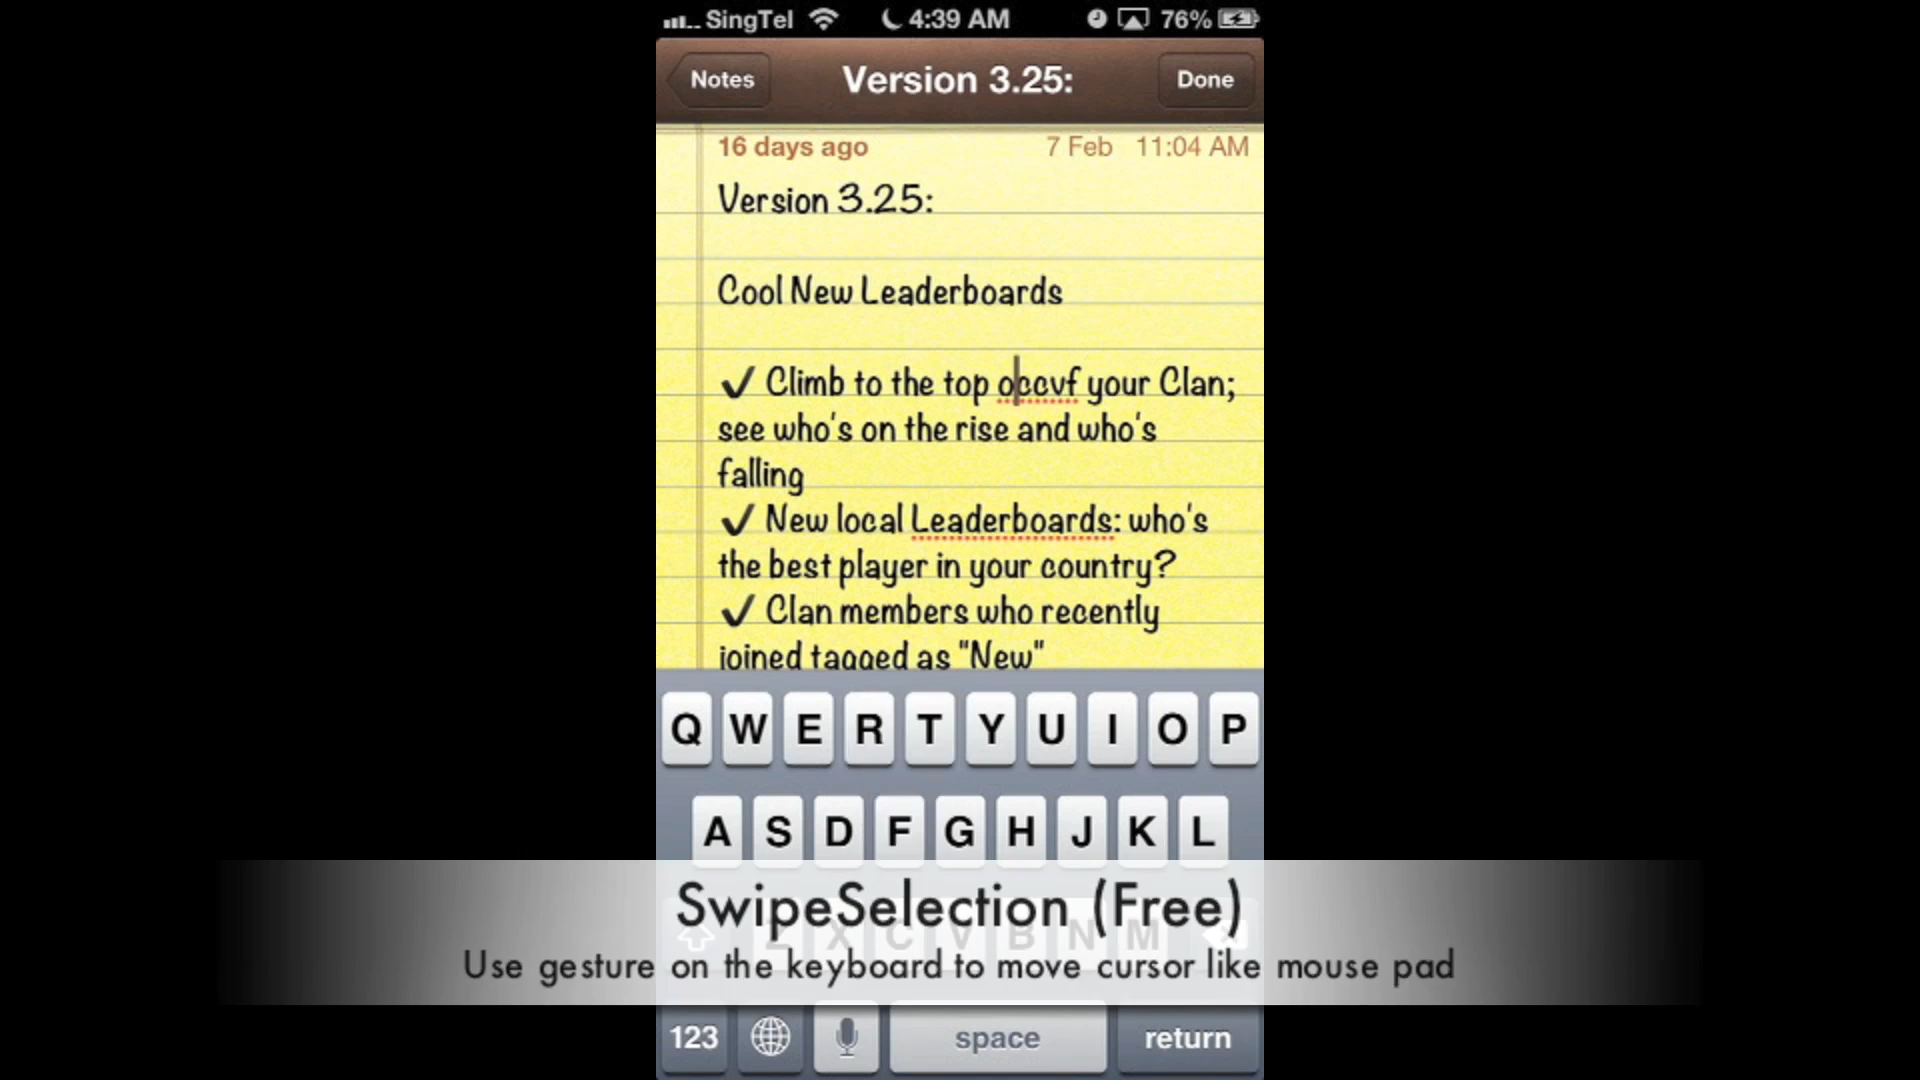 SingTel 4:39 AM 76%
Notes Version 3.25: Done
16 days ago 7 Feb 11:04 AM
Version 3.25:
Cool New Leaderboards
✔ Climb to the top occvf your Clan;
see who's on the rise and who's
falling
✔ New local Leaderboards: who's
the best player in your country?
✔ Clan members who recently
joined tagged as "New"
Q W E R T Y U I O P
A S D F G H J K L
SwipeSelection (Free)
Z X C V B N M
Use gesture on the keyboard to move cursor like mouse pad
123 space return